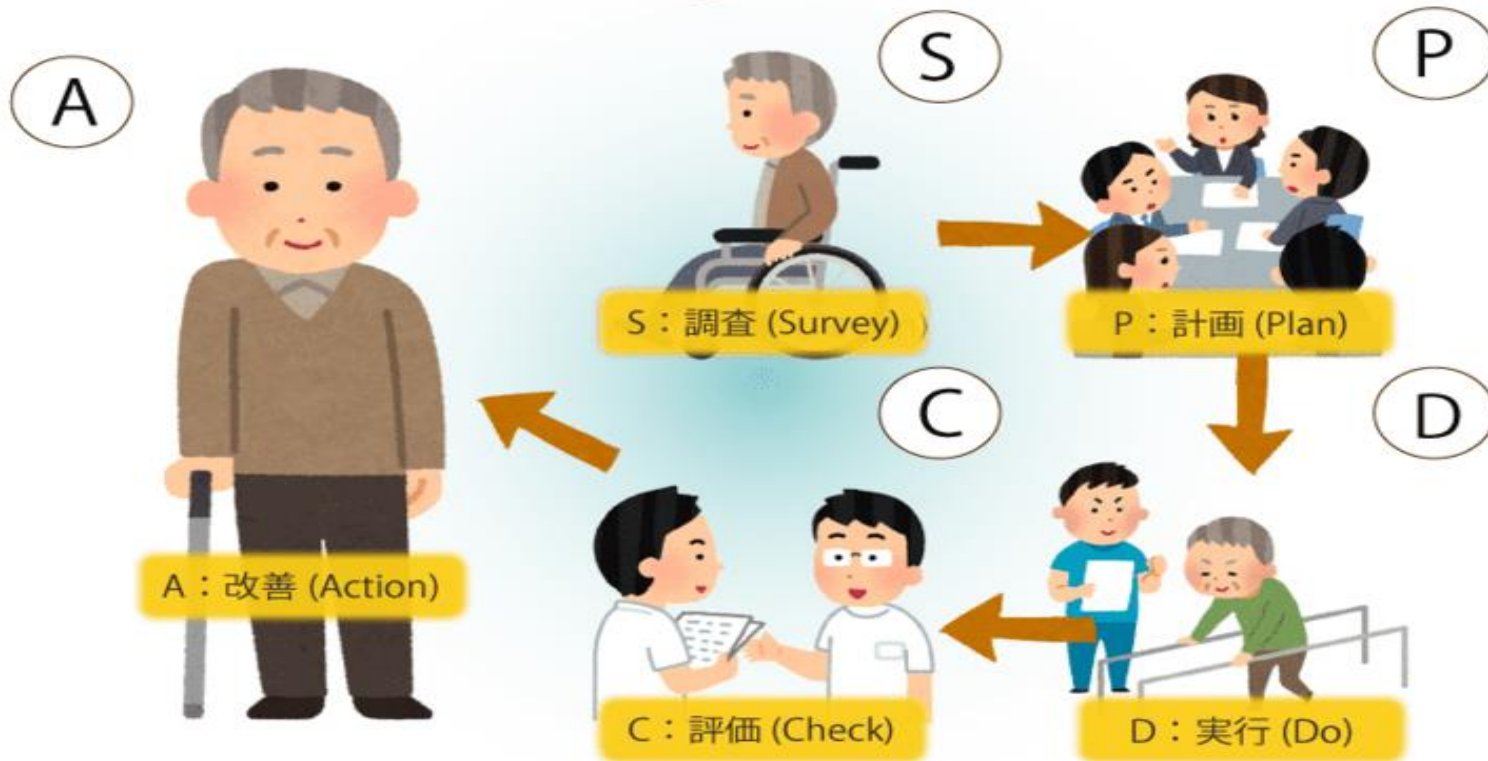 A
S
P
S：調査 (Survey)
P：計画 (Plan)
C
D
A：改善 (Action)
C：評価 (Check)
D：実行 (Do)